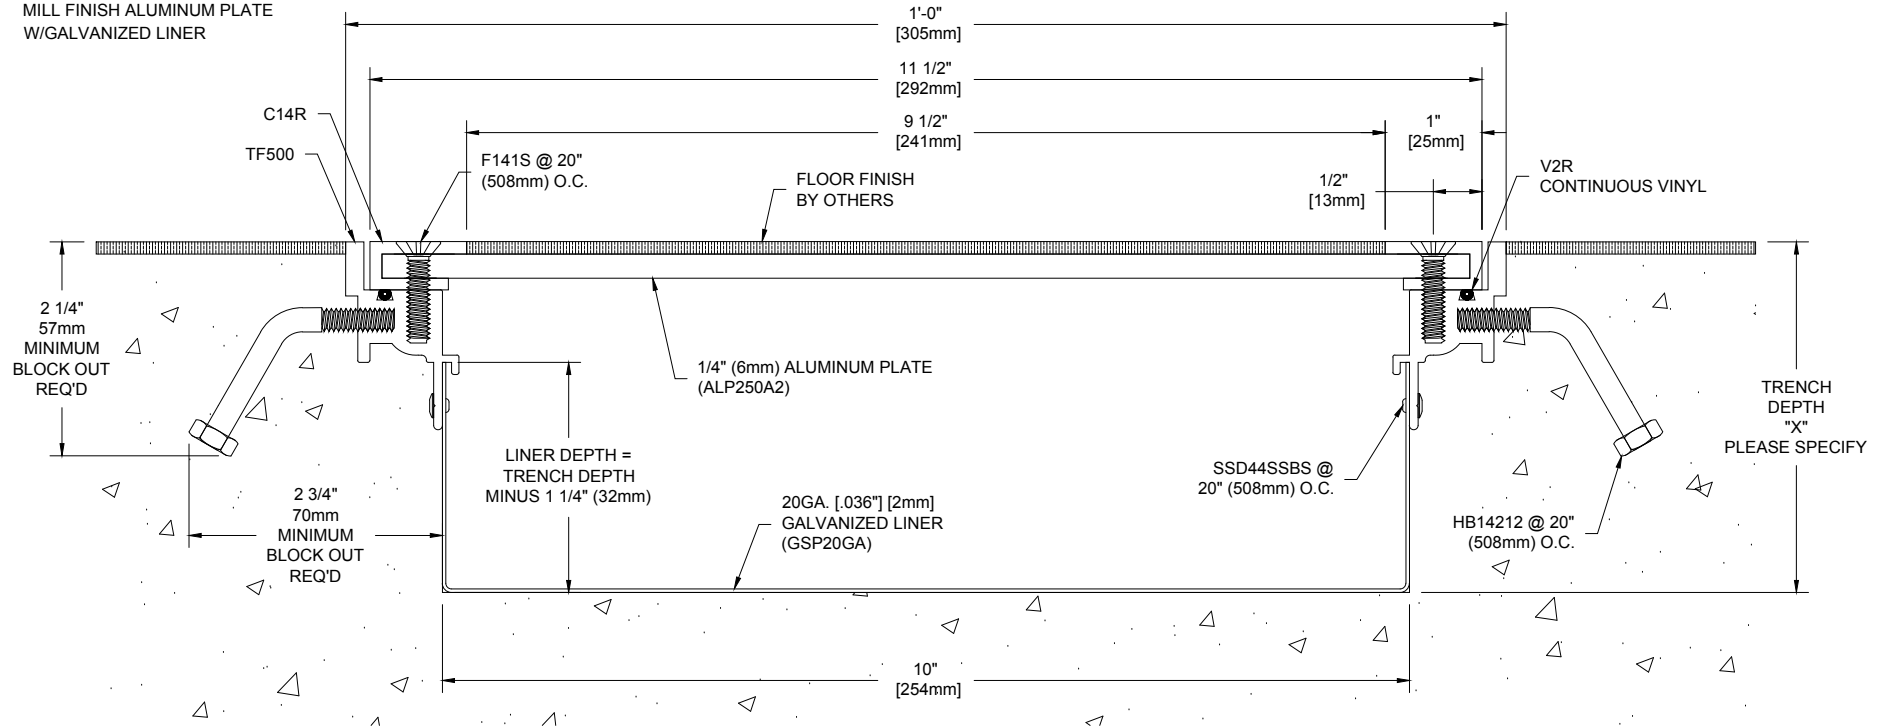 MILL FINISH ALUMINUM PLATE
W/GALVANIZED LINER
1'-0"
[305mm]
11 1/2"
[292mm]
9 1/2"
[241mm]
1"
[25mm]
1/2"
[13mm]
C14R
TF500
F141S @ 20"
(508mm) O.C.
FLOOR FINISH
BY OTHERS
V2R
CONTINUOUS VINYL
2 1/4"
57mm
MINIMUM
BLOCK OUT
REQ'D
1/4" (6mm) ALUMINUM PLATE
(ALP250A2)
TRENCH
DEPTH
"X"
PLEASE SPECIFY
LINER DEPTH =
TRENCH DEPTH
MINUS 1 1/4" (32mm)
SSD44SSBS @
20" (508mm) O.C.
2 3/4"
70mm
MINIMUM
BLOCK OUT
REQ'D
20GA. [.036"] [2mm]
GALVANIZED LINER
(GSP20GA)
HB14212 @ 20"
(508mm) O.C.
10"
[254mm]